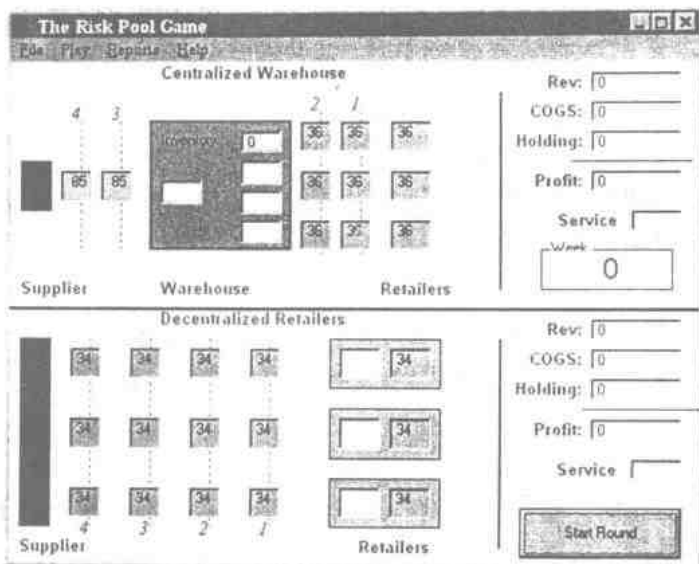 The Risk Pool Game
File Play Reports Help
Centralized Warehouse
4 3 2 1
Inventory: 0
36 36 36
85 85
36 36 36
36 36
Supplier Warehouse Retailers
Rev: 0
COGS: 0
Holding: 0
Profit: 0
Service
Week
0
Decentralized Retailers
34 34 34 34 34
34 34 34 34 34
34 34 34 34 34
4 3 2 1
Supplier Retailers
Rev: 0
COGS: 0
Holding: 0
Profit: 0
Service
Start Round